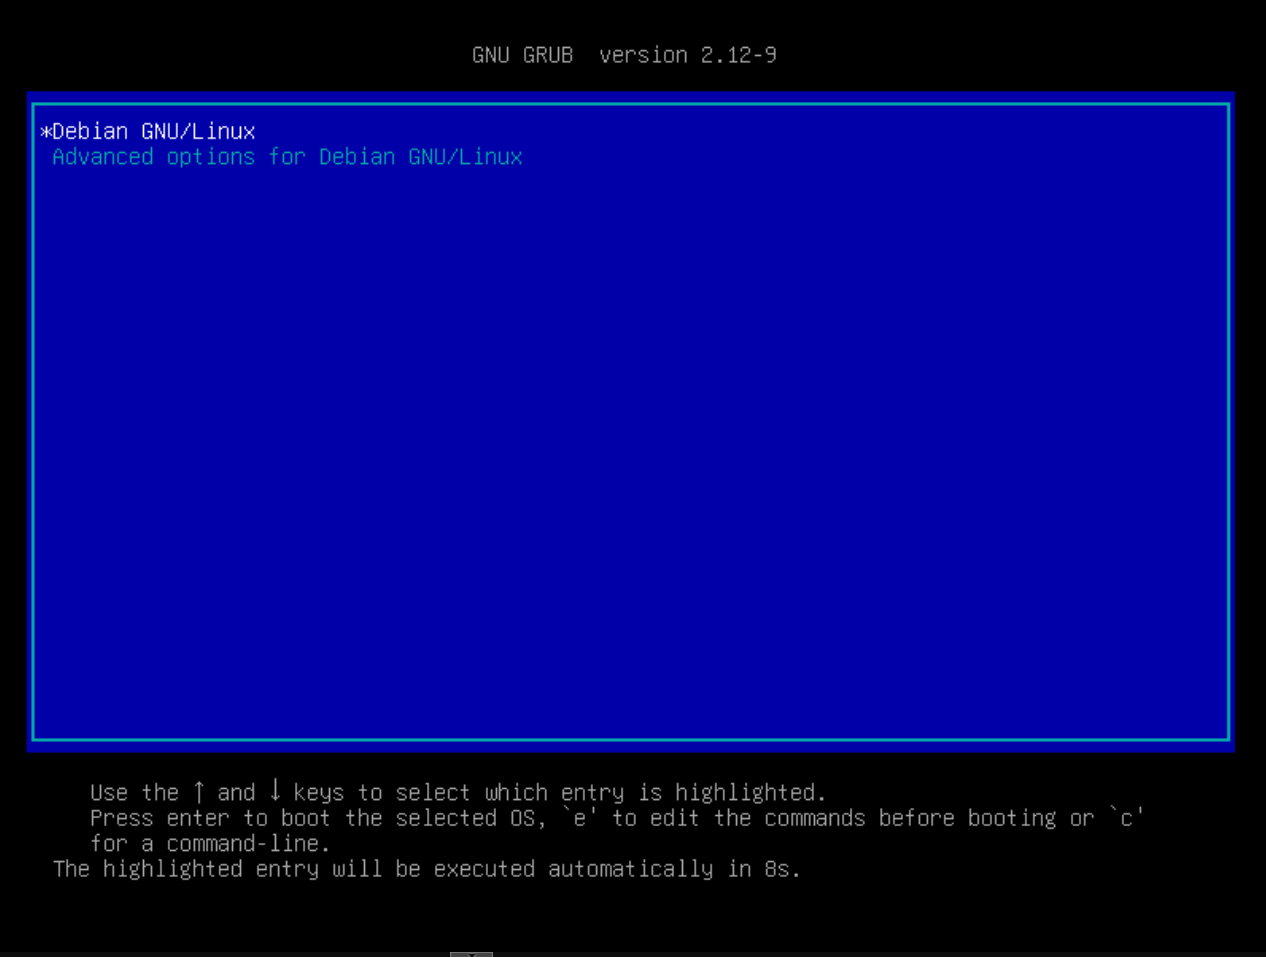 GNU GRUB  version 2.12-9
*Debian GNU/Linux
Advanced options for Debian GNU/Linux
Use the ↑ and ↓ keys to select which entry is highlighted.
Press enter to boot the selected OS, `e' to edit the commands before booting or `c'
for a command-line.
The highlighted entry will be executed automatically in 8s.